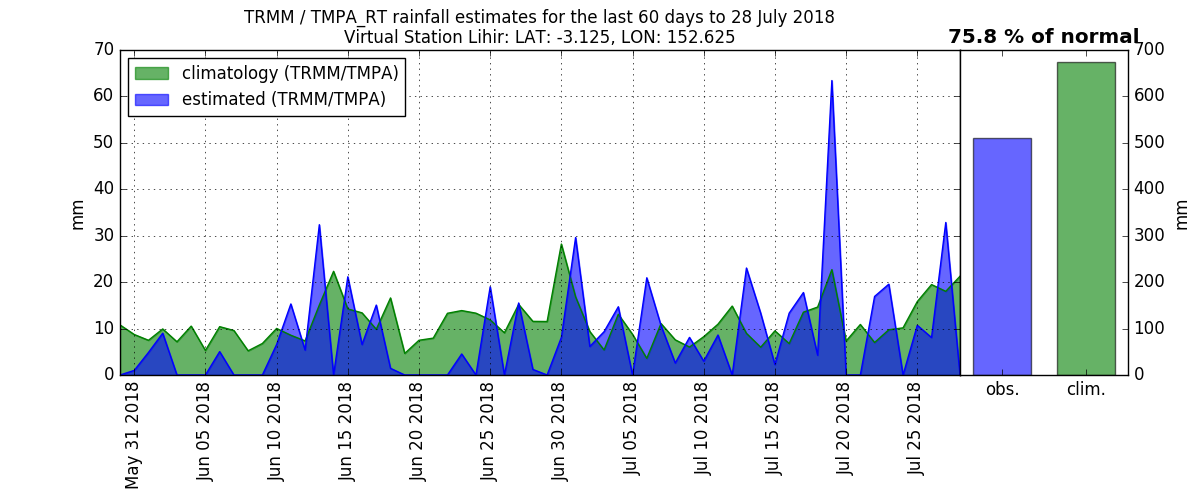 TRMM / TMPA_RT rainfall estimates for the last 60 days to 28 July 2018
Virtual Station Lihir: LAT: -3.125, LON: 152.625
75.8 % of normal
climatology (TRMM/TMPA)
estimated (TRMM/TMPA)
70
60
50
40
30
20
10
0
mm
700
600
500
400
300
200
100
0
mm
May 31 2018
Jun 05 2018
Jun 10 2018
Jun 15 2018
Jun 20 2018
Jun 25 2018
Jun 30 2018
Jul 05 2018
Jul 10 2018
Jul 15 2018
Jul 20 2018
Jul 25 2018
obs.
clim.